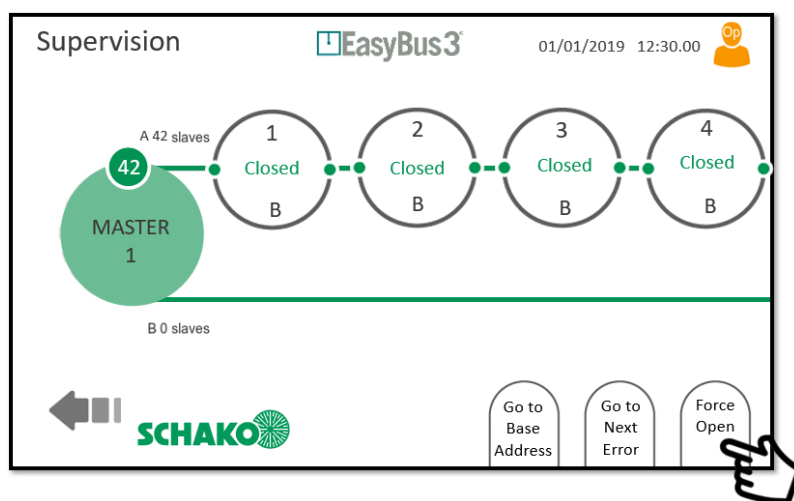 Supervision
EasyBus3
01/01/2019 12:30.00
Op
A 42 slaves
42
MASTER
1
1
Closed
B
2
Closed
B
3
Closed
B
4
Closed
B
B 0 slaves
SCHAKO
Go to
Base
Address
Go to
Next
Error
Force
Open